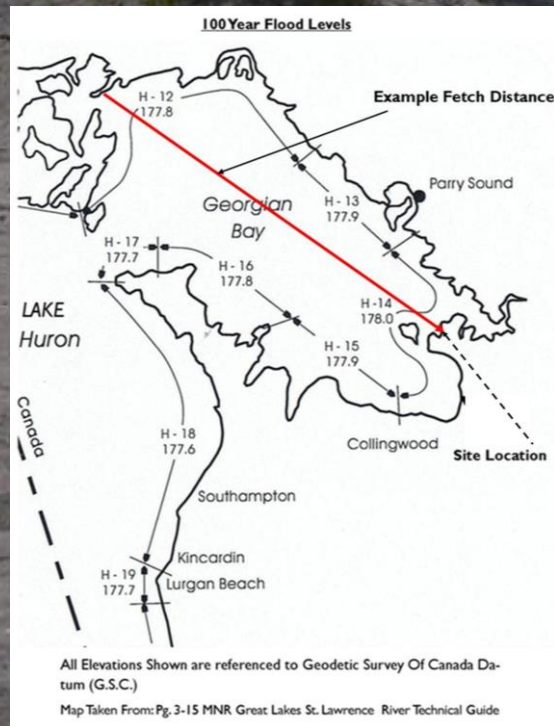 100 Year Flood Levels
H - 12
177.8
Example Fetch Distance
Parry Sound
Georgian
Bay
H - 13
177.9
H - 17
177.7
H - 16
177.8
H -14
178.0
LAKE
Huron
H - 15
177.9
Canada
Collingwood
Site Location
H - 18
177.6
Southampton
Kincardin
H - 19
177.7
Lurgan Beach
All Elevations Shown are referenced to Geodetic Survey Of Canada Da-
tum (G.S.C.)
Map Taken From: Pg. 3-15 MNR Great Lakes St. Lawrence River Technical Guide